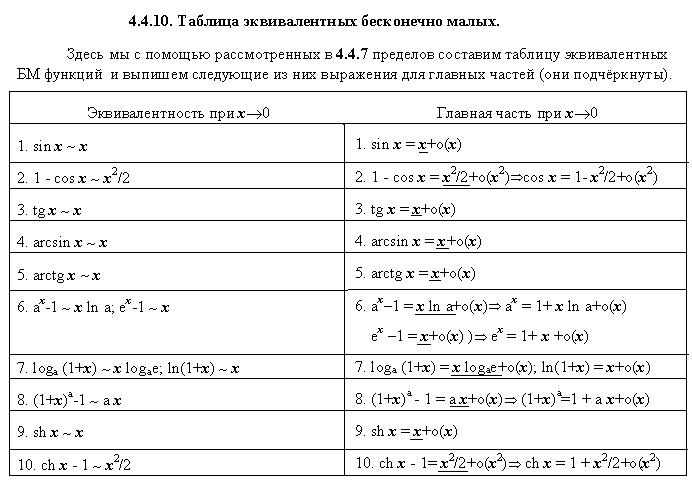 4.4.10. Таблица эквивалентных бесконечно малых.
Здесь мы с помощью рассмотренных в 4.4.7 пределов составим таблицу эквивалентных
БМ функций и выпишем следующие из них выражения для главных частей (они подчёркнуты).
Эквивалентность при x→0
Главная часть при x→0
1. sin x ~ x
1. sin x = x+o(x)
2. 1 - cos x ~ x²/2
2. 1 - cos x = x²/2+o(x²)⇒cos x = 1- x²/2+o(x²)
3. tg x ~ x
3. tg x = x+o(x)
4. arcsin x ~ x
4. arcsin x = x+o(x)
5. arctg x ~ x
5. arctg x = x+o(x)
6. aˣ-1 ~ x ln a; eˣ-1 ~ x
6. aˣ−1 = x ln a+o(x)⇒ aˣ = 1+ x ln a+o(x)
eˣ −1 = x+o(x) )⇒ eˣ = 1+ x +o(x)
7. logₐ (1+x) ~ x logₐe; ln(1+x) ~ x
7. logₐ (1+x) = x logₐe+o(x); ln(1+x) = x+o(x)
8. (1+x)ᵃ-1 ~ a x
8. (1+x)ᵃ - 1 = a x+o(x)⇒ (1+x)ᵃ=1 + a x+o(x)
9. sh x ~ x
9. sh x = x+o(x)
10. ch x - 1 ~ x²/2
10. ch x - 1= x²/2+o(x²)⇒ ch x = 1 + x²/2+o(x²)